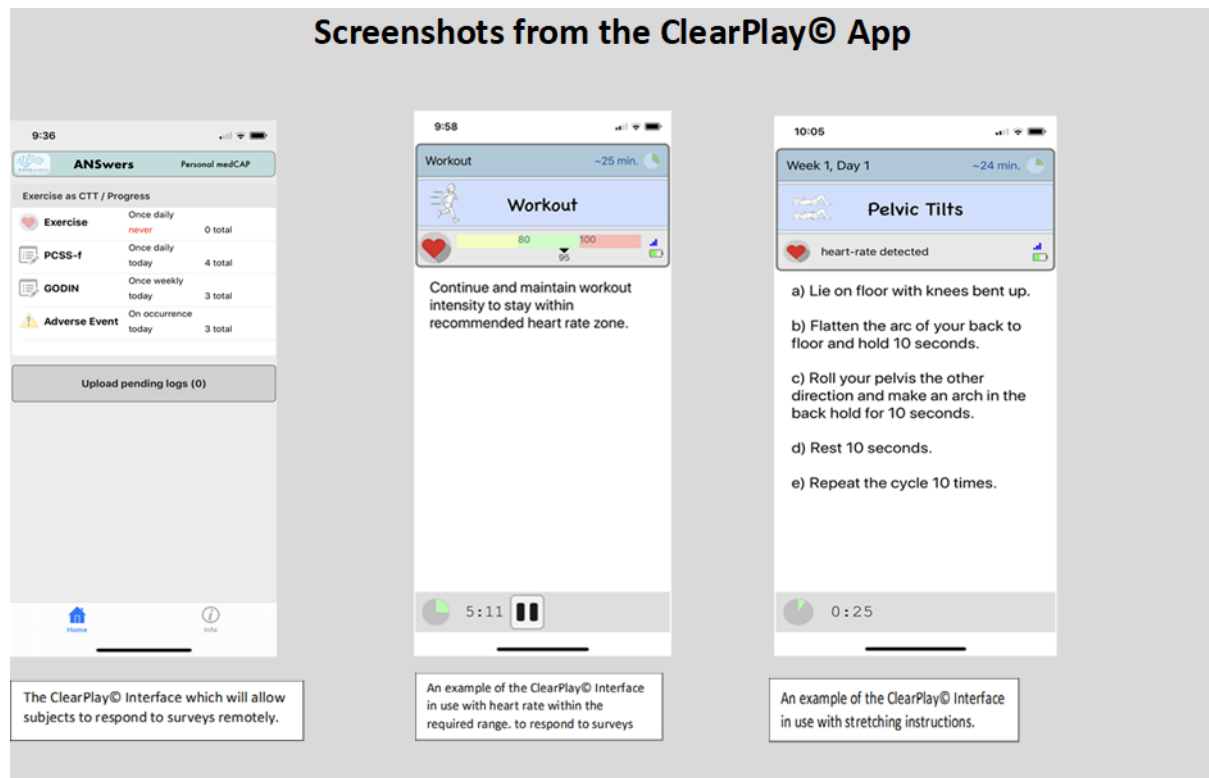 Screenshots from the ClearPlay© App
9:36
ANSwers
Personal medCAP
Exercise as CTT / Progress
Exercise
Once daily
never
0 total
PCSS-f
Once daily
today
4 total
GODIN
Once weekly
today
3 total
Adverse Event
On occurrence
today
3 total
Upload pending logs (0)
Home
Info
The ClearPlay© Interface which will allow
subjects to respond to surveys remotely.
9:58
Workout
~25 min.
Workout
80
100
95
Continue and maintain workout
intensity to stay within
recommended heart rate zone.
5:11
An example of the ClearPlay© Interface
in use with heart rate within the
required range. to respond to surveys
10:05
Week 1, Day 1
~24 min.
Pelvic Tilts
heart-rate detected
a) Lie on floor with knees bent up.
b) Flatten the arc of your back to
floor and hold 10 seconds.
c) Roll your pelvis the other
direction and make an arch in the
back hold for 10 seconds.
d) Rest 10 seconds.
e) Repeat the cycle 10 times.
0:25
An example of the ClearPlay© Interface
in use with stretching instructions.